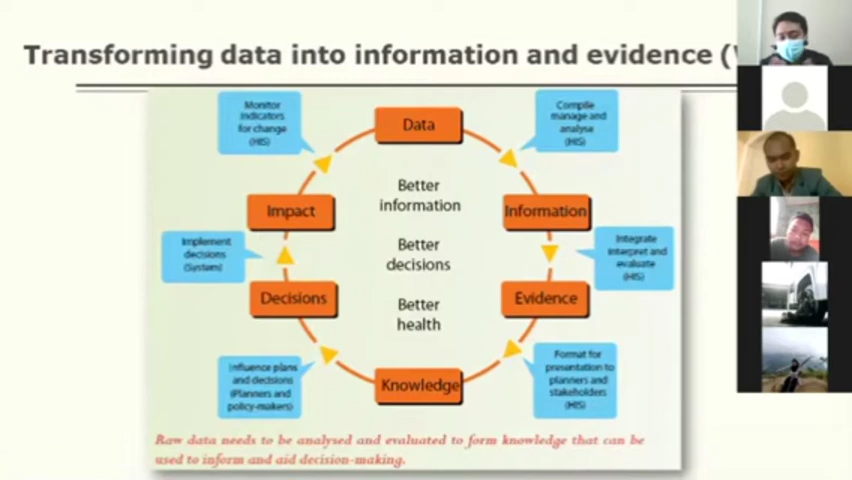 Transforming data into information and evidence (
Monitor
indicators
for change
(HIS)
Data
Compile
manage and
analyse
(HIS)
Impact
Better
information
Information
Implement
decisions
(System)
Better
decisions
Integrate
interpret and
evaluate
(HIS)
Decisions
Better
health
Evidence
Influence plans
and decisions
(Planners and
policy-makers)
Knowledge
Format for
presentation to
planners and
stakeholders
(HIS)
Raw data needs to be analysed and evaluated to form knowledge that can be
used to inform and aid decision-making.